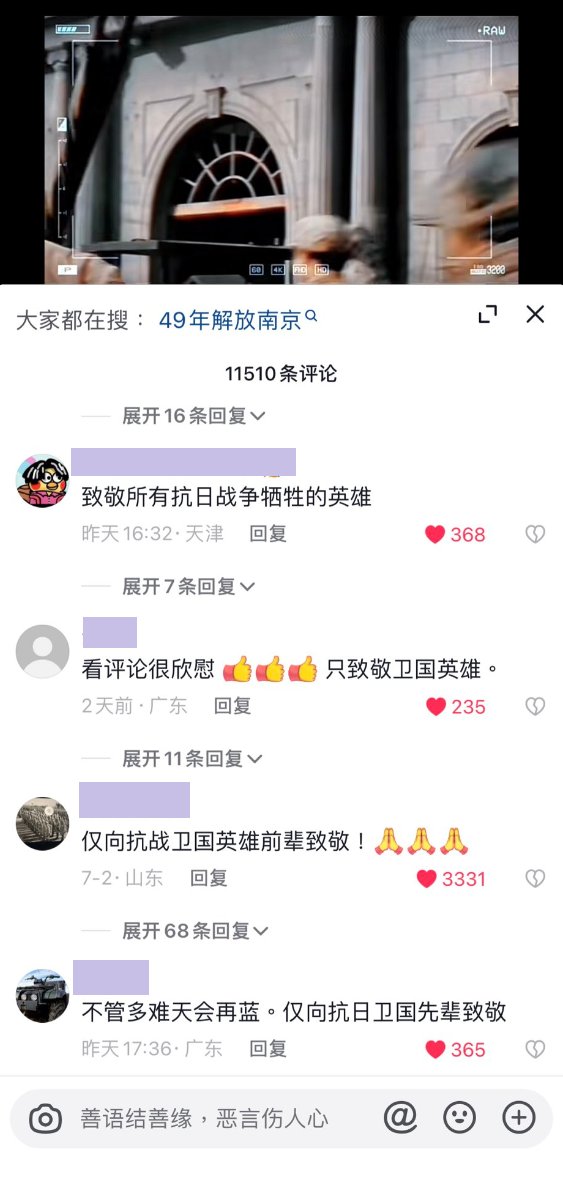 •RAW
P
60 4K FHD HD
3200
大家都在搜： 49年解放南京
11510条评论
展开16条回复
致敬所有抗日战争牺牲的英雄
昨天16:32·天津 回复 368
展开7条回复
看评论很欣慰 👍👍👍 只致敬卫国英雄。
2天前·广东 回复 235
展开11条回复
仅向抗战卫国英雄前辈致敬！🙏🙏🙏
7-2·山东 回复 3331
展开68条回复
不管多难天会再蓝。仅向抗日卫国先辈致敬
昨天17:36·广东 回复 365
善语结善缘，恶言伤人心 @